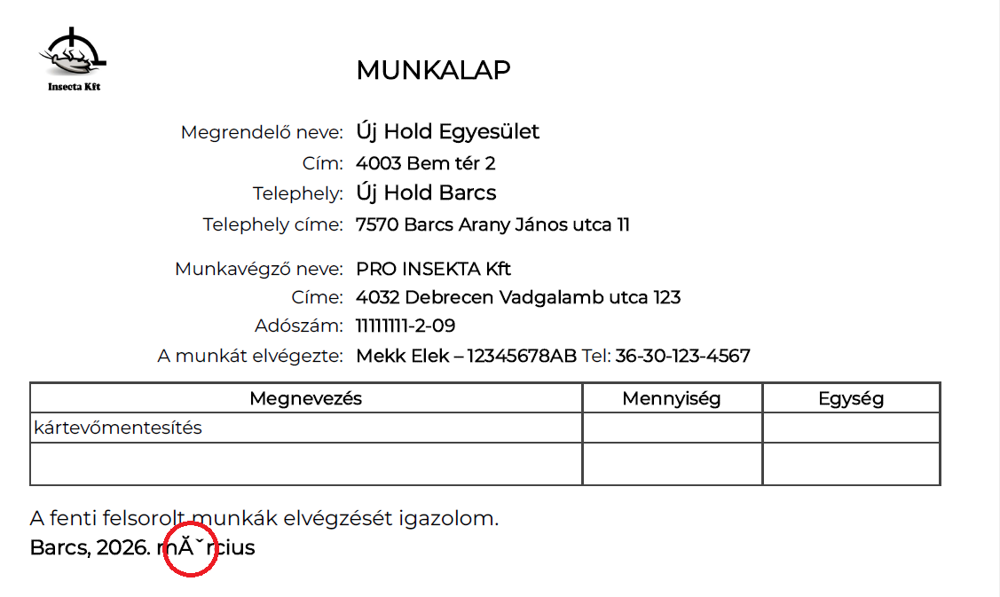 Insecta Kft
MUNKALAP
Megrendelő neve: Új Hold Egyesület
Cím: 4003 Bem tér 2
Telephely: Új Hold Barcs
Telephely címe: 7570 Barcs Arany János utca 11
Munkavégző neve: PRO INSEKTA Kft
Címe: 4032 Debrecen Vadgalamb utca 123
Adószám: 11111111-2-09
A munkát elvégezte: Mekk Elek – 12345678AB Tel: 36-30-123-4567
Megnevezés Mennyiség Egység
kártevőmentesítés
A fenti felsorolt munkák elvégzését igazolom.
Barcs, 2026. mĂˇrcius